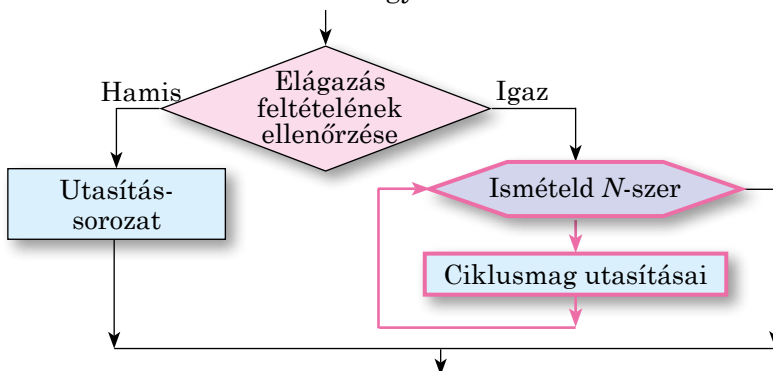 Elágazás
feltételének
ellenőrzése
Hamis
Igaz
Utasítás-
sorozat
Ismételd N-szer
Ciklusmag utasításai